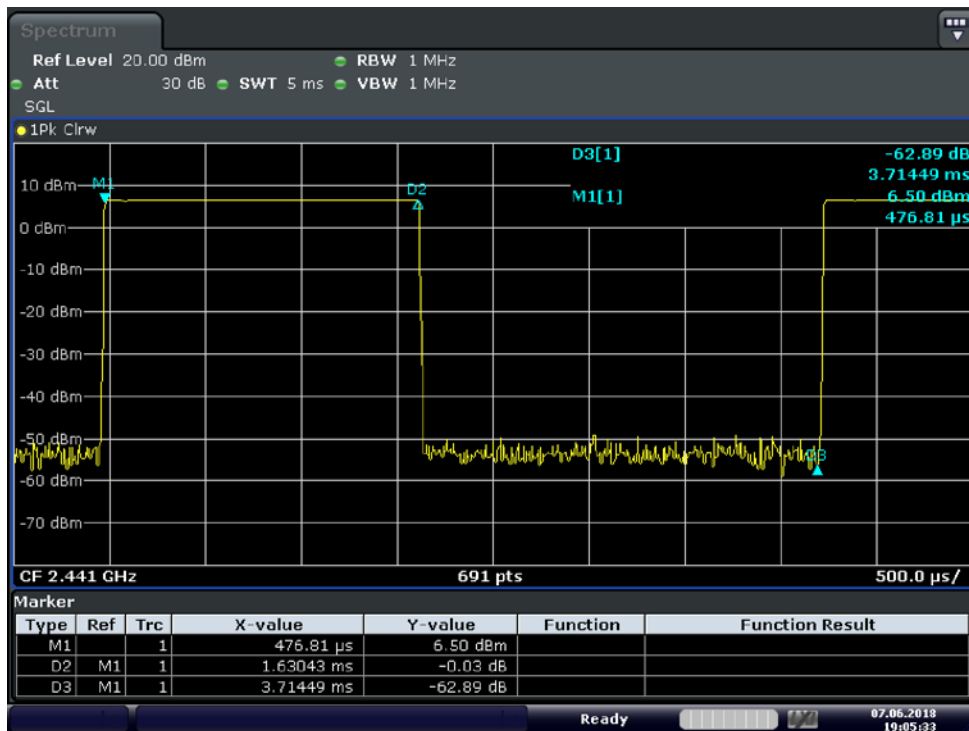 Spectrum
Ref Level 20.00 dBm RBW 1 MHz
Att 30 dB SWT 5 ms VBW 1 MHz
SGL
1Pk Clrw
D3[1] -62.89 dB
3.71449 ms
M1[1] 6.50 dBm
476.81 µs
10 dBm
M1
D2
0 dBm
-10 dBm
-20 dBm
-30 dBm
-40 dBm
-50 dBm
D3
-60 dBm
-70 dBm
CF 2.441 GHz 691 pts 500.0 µs/
Marker
Type Ref Trc X-value Y-value Function Function Result
M1 1 476.81 µs 6.50 dBm
D2 M1 1 1.63043 ms -0.03 dB
D3 M1 1 3.71449 ms -62.89 dB
Ready 07.06.2018
19:05:33